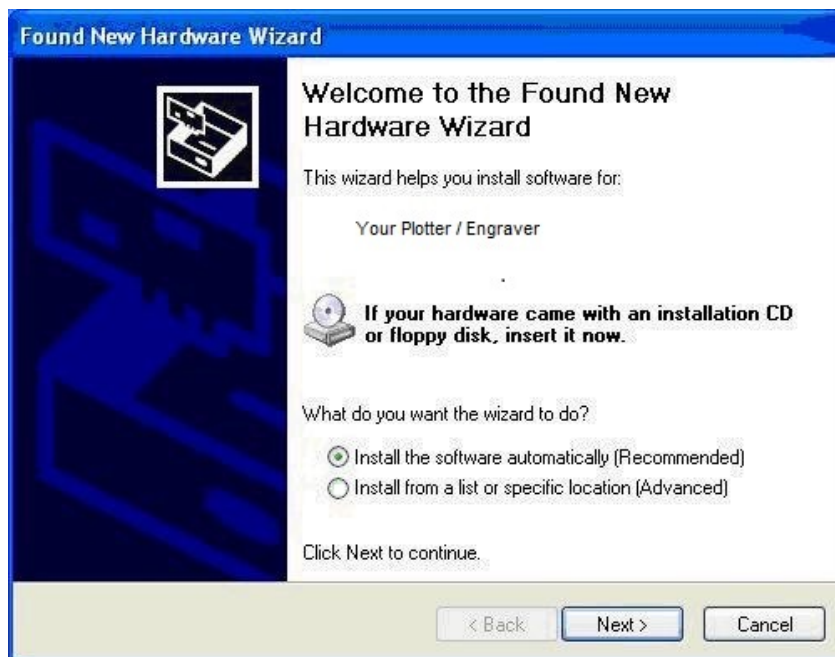 Found New Hardware Wizard
Welcome to the Found New
Hardware Wizard
This wizard helps you install software for:
Your Plotter / Engraver
If your hardware came with an installation CD
or floppy disk, insert it now.
What do you want the wizard to do?
Install the software automatically (Recommended)
Install from a list or specific location (Advanced)
Click Next to continue.
< Back
Next >
Cancel